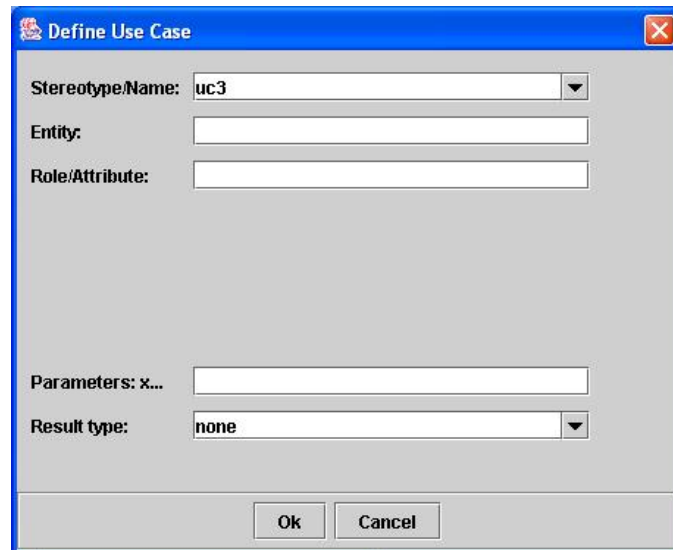 Define Use Case
Stereotype/Name: uc3
Entity:
Role/Attribute:
Parameters: x...
Result type: none
Ok Cancel